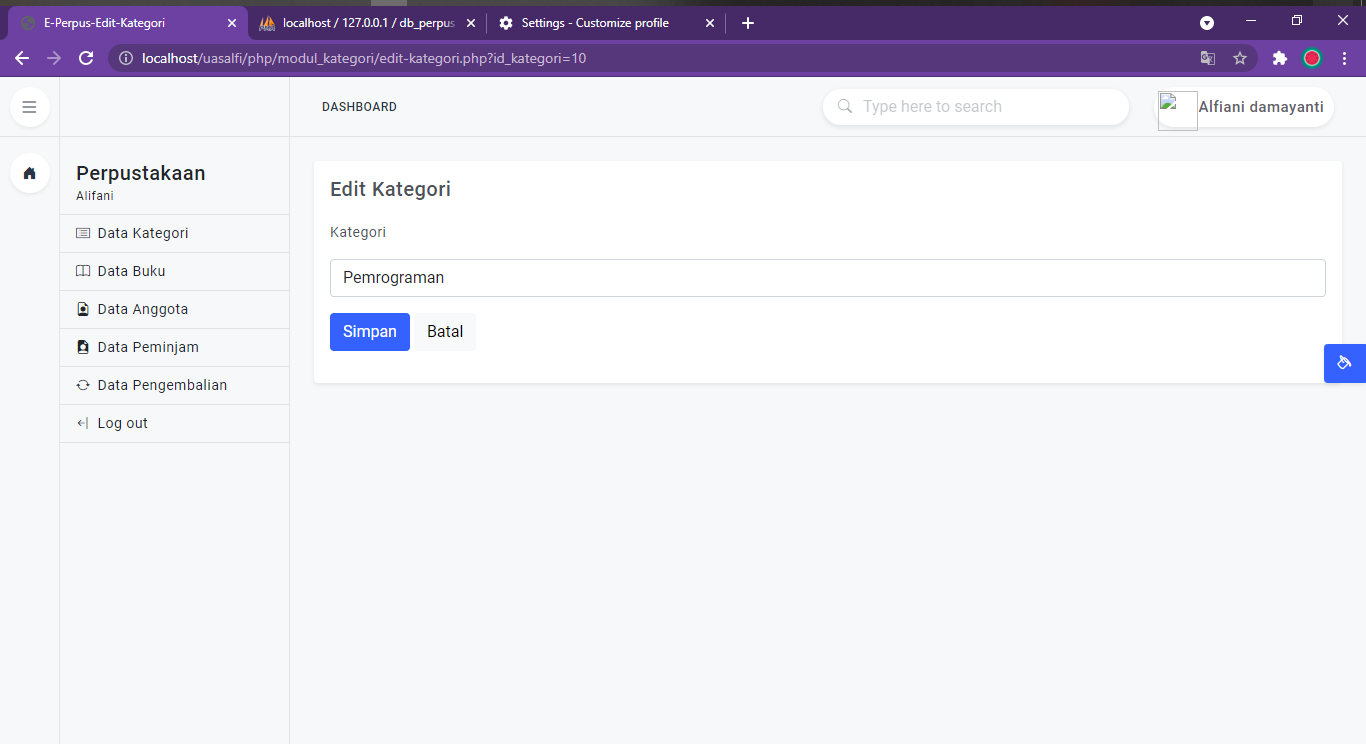 E-Perpus-Edit-Kategori
localhost / 127.0.0.1 / db_perpus
Settings - Customize profile
localhost/uasalfi/php/modul_kategori/edit-kategori.php?id_kategori=10
DASHBOARD
Type here to search
Alfiani damayanti
Perpustakaan
Alifani
Data Kategori
Data Buku
Data Anggota
Data Peminjam
Data Pengembalian
Log out
Edit Kategori
Kategori
Pemrograman
Simpan
Batal